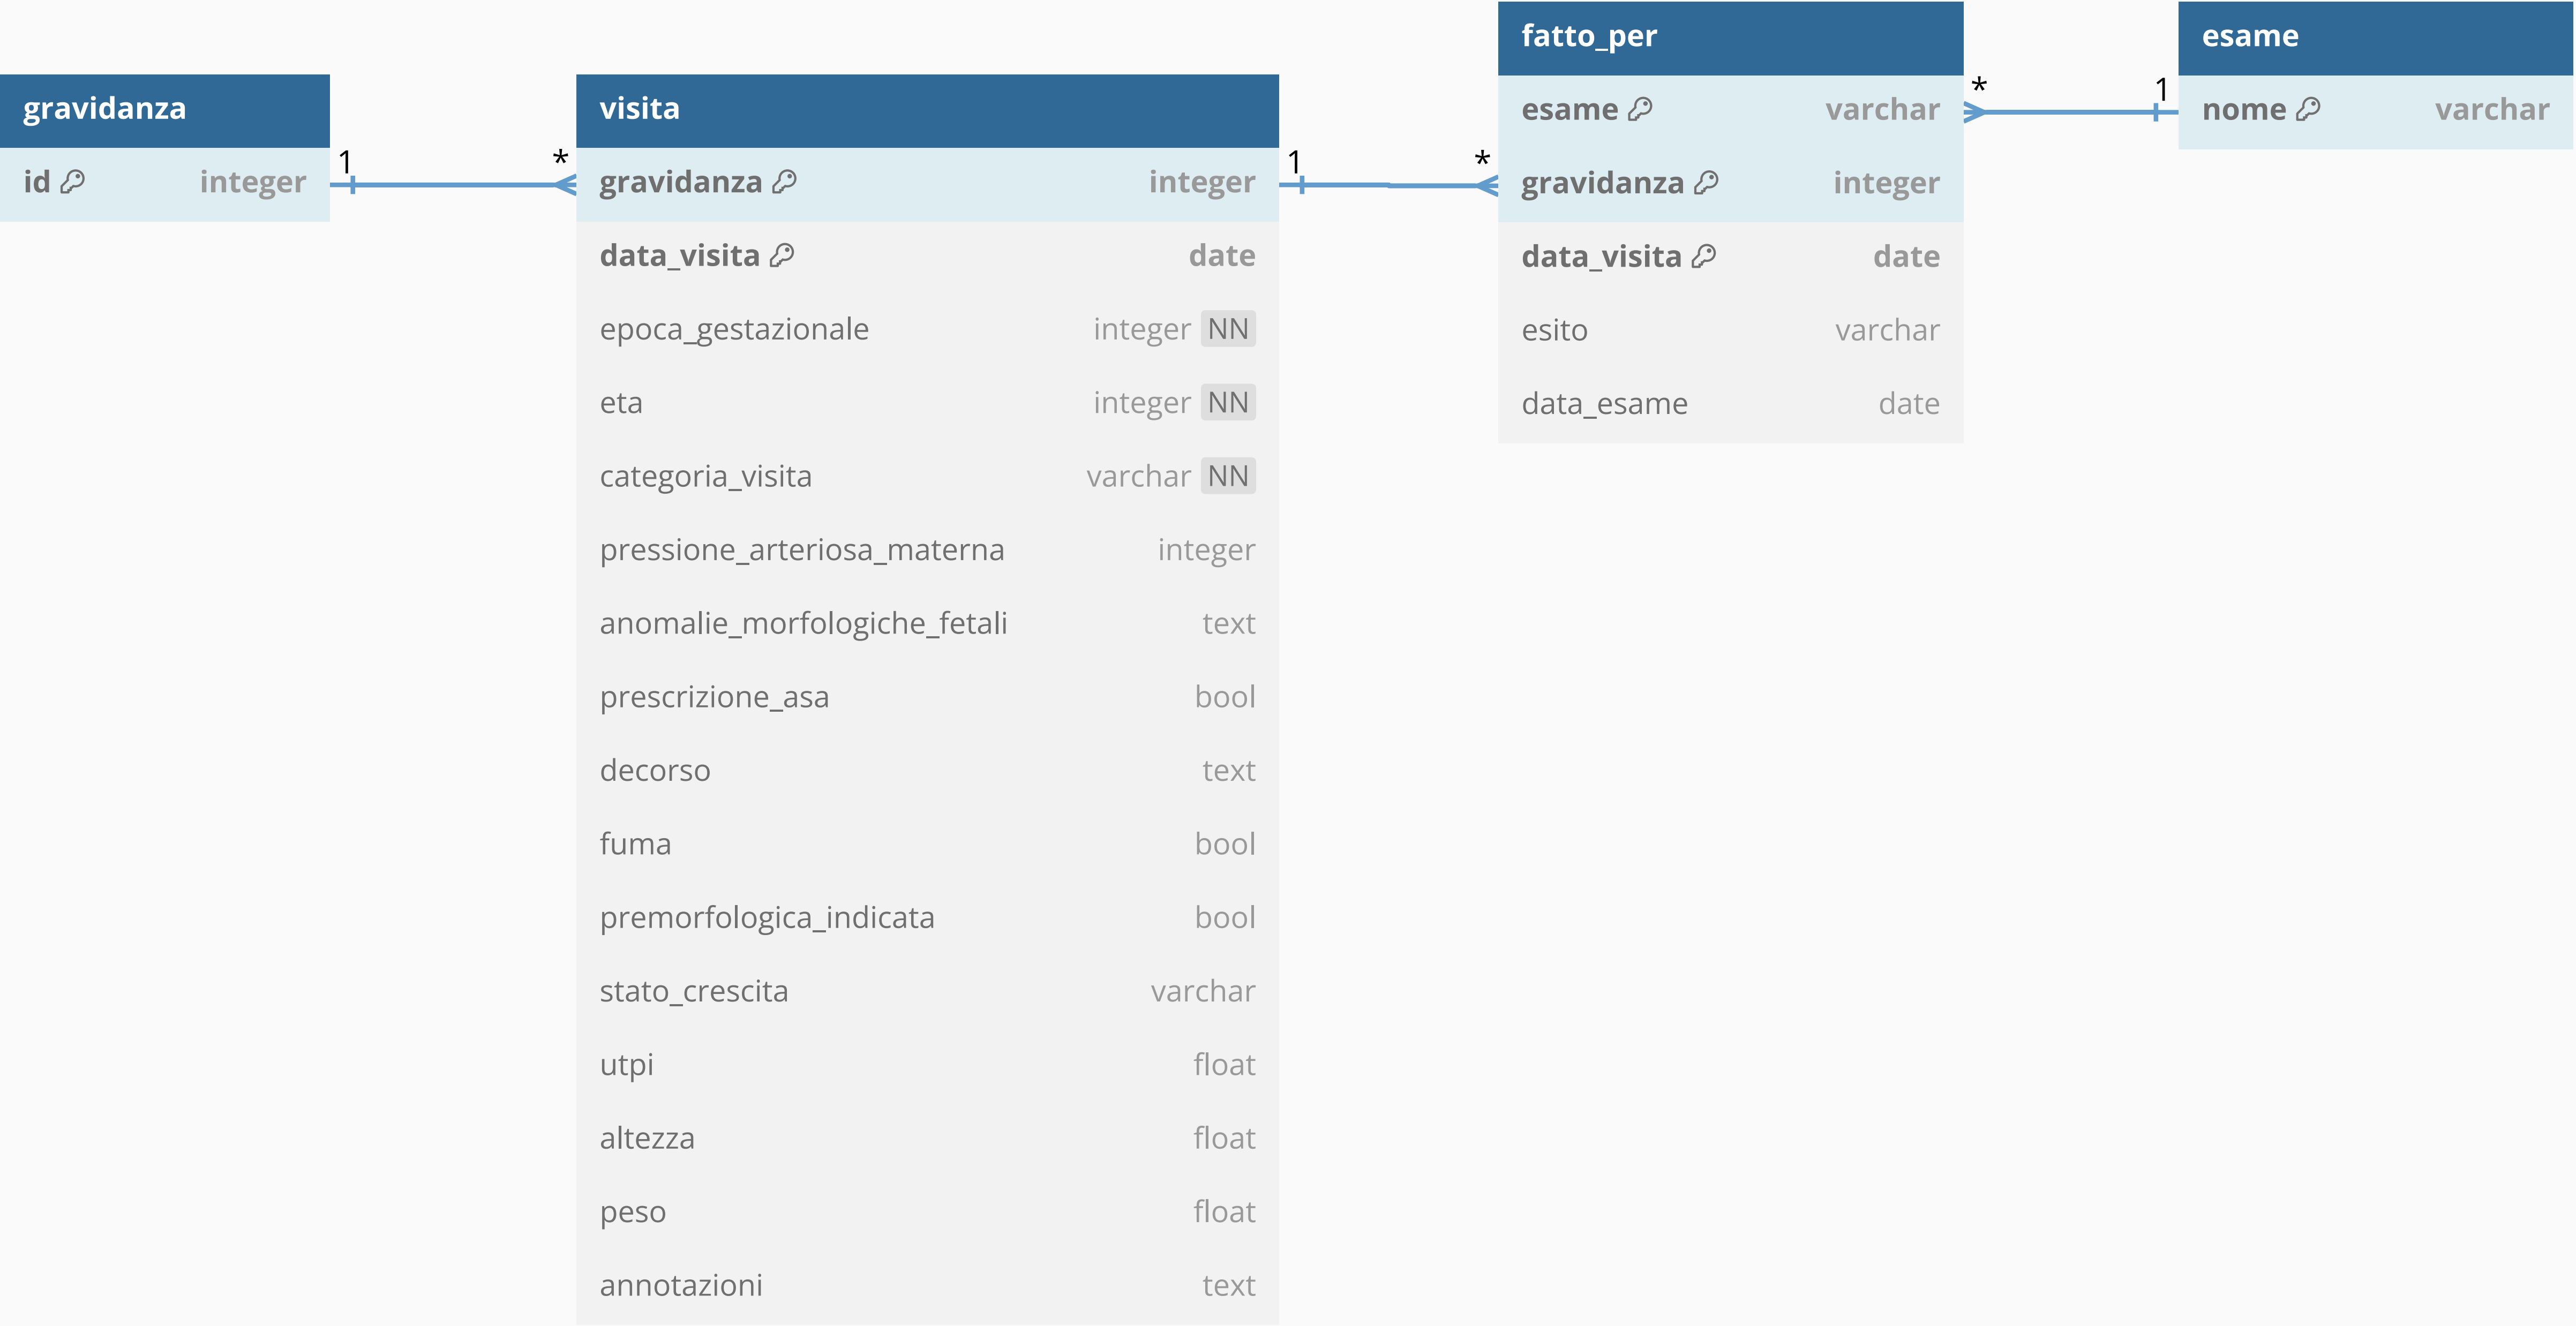 gravidanza
id integer
1 *
visita
gravidanza integer
data_visita date
epoca_gestazionale integer NN
eta integer NN
categoria_visita varchar NN
pressione_arteriosa_materna integer
anomalie_morfologiche_fetali text
prescrizione_asa bool
decorso text
fuma bool
premorfologica_indicata bool
stato_crescita varchar
utpi float
altezza float
peso float
annotazioni text
1 *
fatto_per
esame varchar
gravidanza integer
data_visita date
esito varchar
data_esame date
* 1
esame
nome varchar